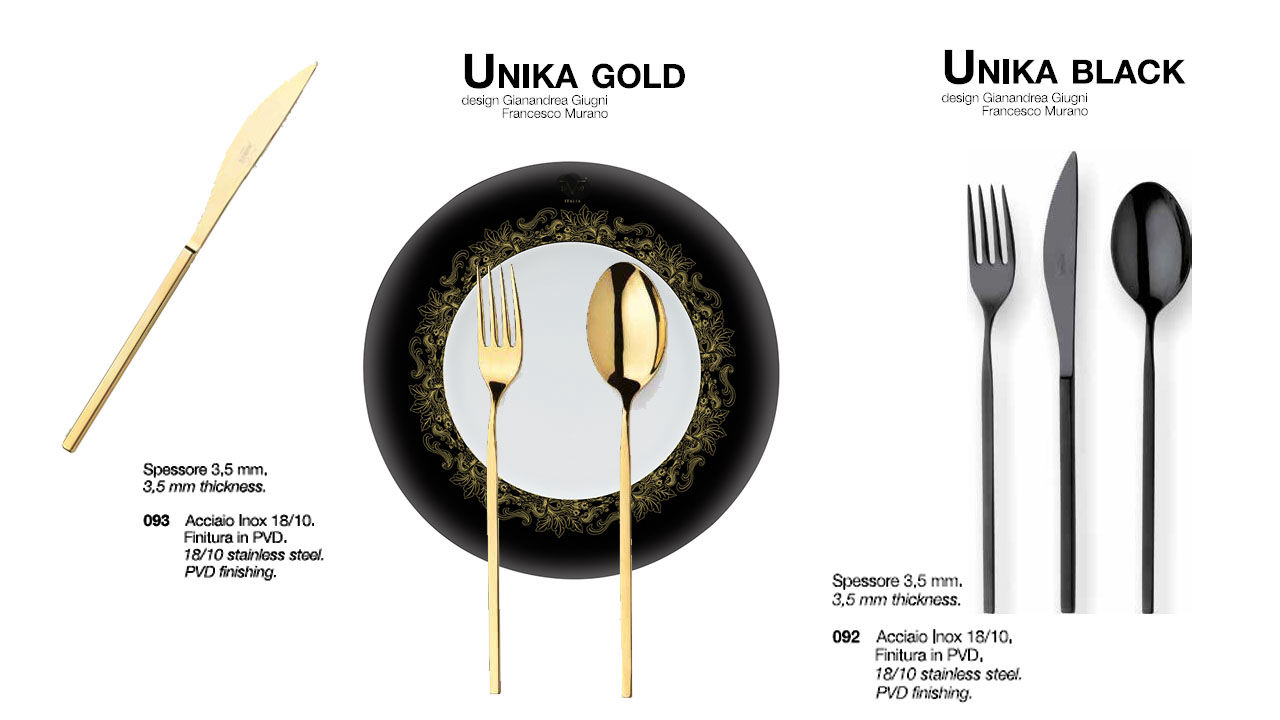 UNIKA GOLD
design Gianandrea Giugni
Francesco Murano
ITALIA
Spessore 3,5 mm.
3,5 mm thickness.
093 Acciaio Inox 18/10.
Finitura in PVD.
18/10 stainless steel.
PVD finishing.
UNIKA BLACK
design Gianandrea Giugni
Francesco Murano
Spessore 3,5 mm.
3,5 mm thickness.
092 Acciaio Inox 18/10,
Finitura in PVD,
18/10 stainless steel.
PVD finishing.